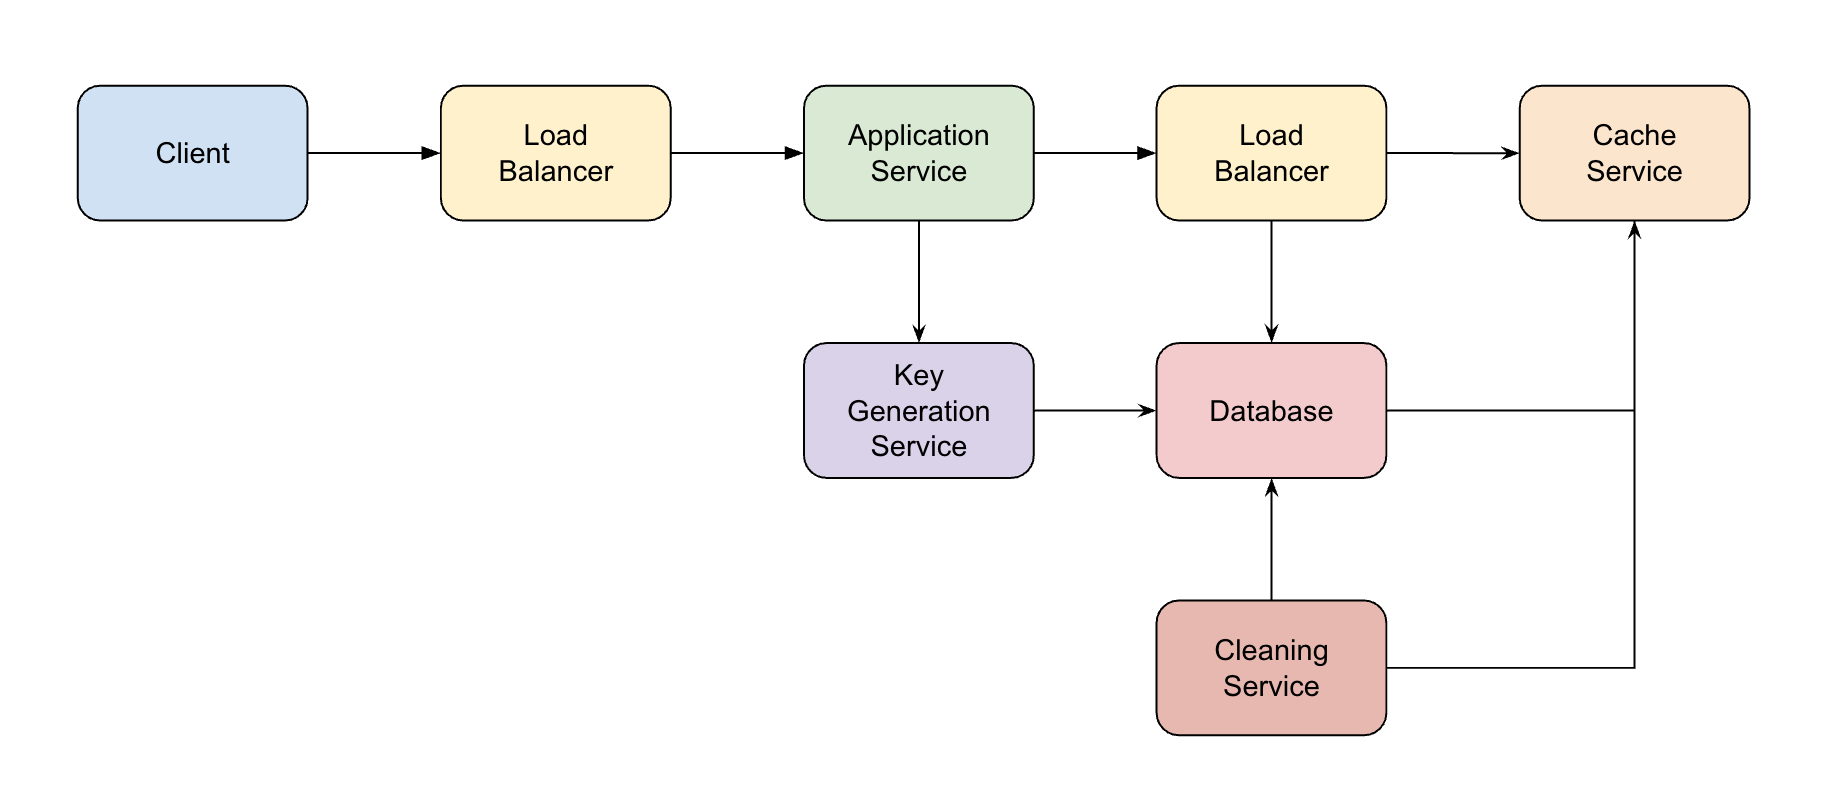 Client
Load
Balancer
Application
Service
Load
Balancer
Cache
Service
Key
Generation
Service
Database
Cleaning
Service